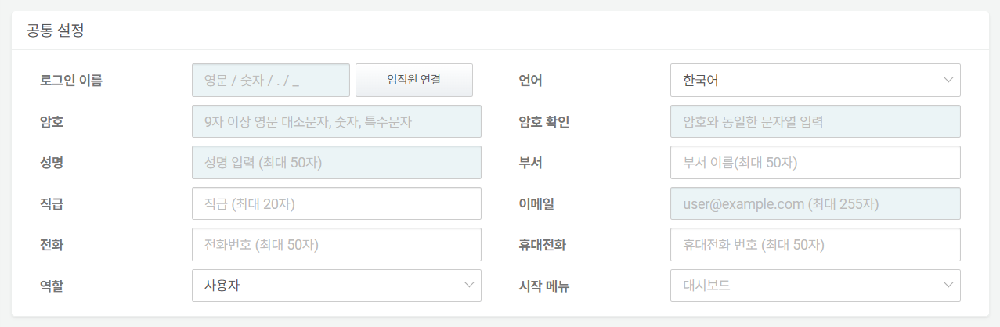 공통 설정
로그인 이름 영문 / 숫자 / . / _ 임직원 연결 언어 한국어
암호 9자 이상 영문 대소문자, 숫자, 특수문자 암호 확인 암호와 동일한 문자열 입력
성명 성명 입력 (최대 50자) 부서 부서 이름(최대 50자)
직급 직급 (최대 20자) 이메일 user@example.com (최대 255자)
전화 전화번호 (최대 50자) 휴대전화 휴대전화 번호 (최대 50자)
역할 사용자 시작 메뉴 대시보드